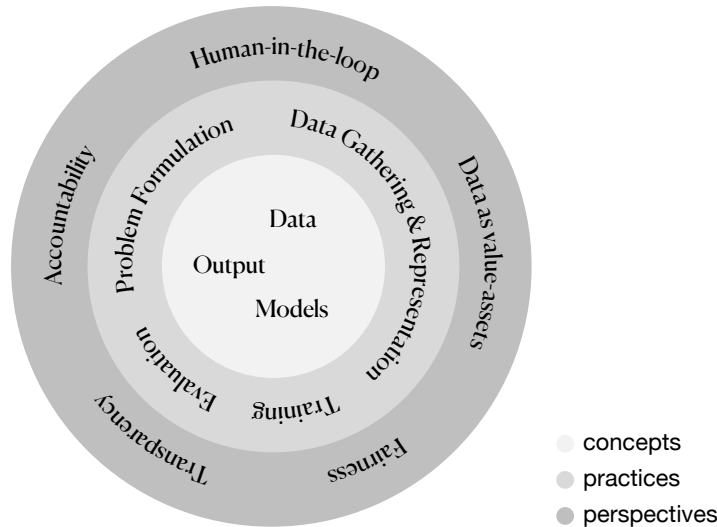 Human-in-the-loop
Accountability
Data as value-assets
Transparency
Fairness
Problem Formulation
Data Gathering & Representation
Evaluation
Training
Data
Output
Models
concepts
practices
perspectives